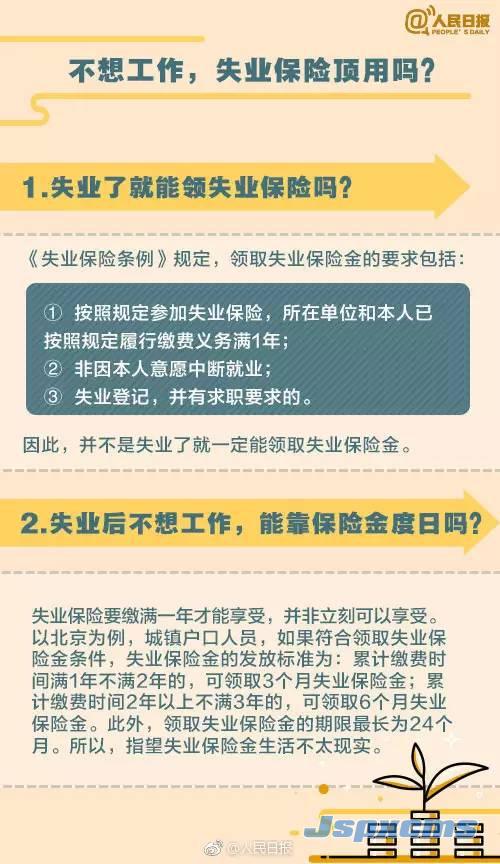 @人民日报
PEOPLE'S DAILY
不想工作，失业保险顶用吗？
1.失业了就能领失业保险吗？
《失业保险条例》规定，领取失业保险金的要求包括：
① 按照规定参加失业保险，所在单位和本人已
按照规定履行缴费义务满1年；
② 非因本人意愿中断就业；
③ 失业登记，并有求职要求的。
因此，并不是失业了就一定能领取失业保险金。
2.失业后不想工作，能靠保险金度日吗？
失业保险要缴满一年才能享受，并非立刻可以享受。
以北京为例，城镇户口人员，如果符合领取失业保
险金条件，失业保险金的发放标准为：累计缴费时
间满1年不满2年的，可领取3个月失业保险金；累
计缴费时间2年以上不满3年的，可领取6个月失业
保险金。此外，领取失业保险金的期限最长为24个
月。所以，指望失业保险金生活不太现实。
Jspxcms
@人民日报